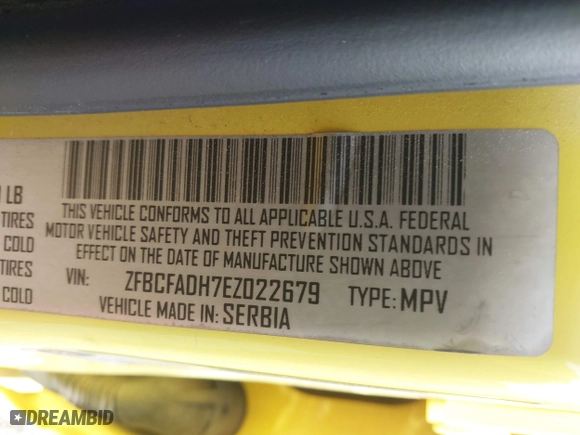 LB
THIS VEHICLE CONFORMS TO ALL APPLICABLE U.S.A. FEDERAL
TIRES
MOTOR VEHICLE SAFETY AND THEFT PREVENTION STANDARDS IN
COLD
EFFECT ON THE DATE OF MANUFACTURE SHOWN ABOVE
TIRES
VIN: ZFBCFADH7EZ022679 TYPE: MPV
COLD
VEHICLE MADE IN: SERBIA
DREAMBID